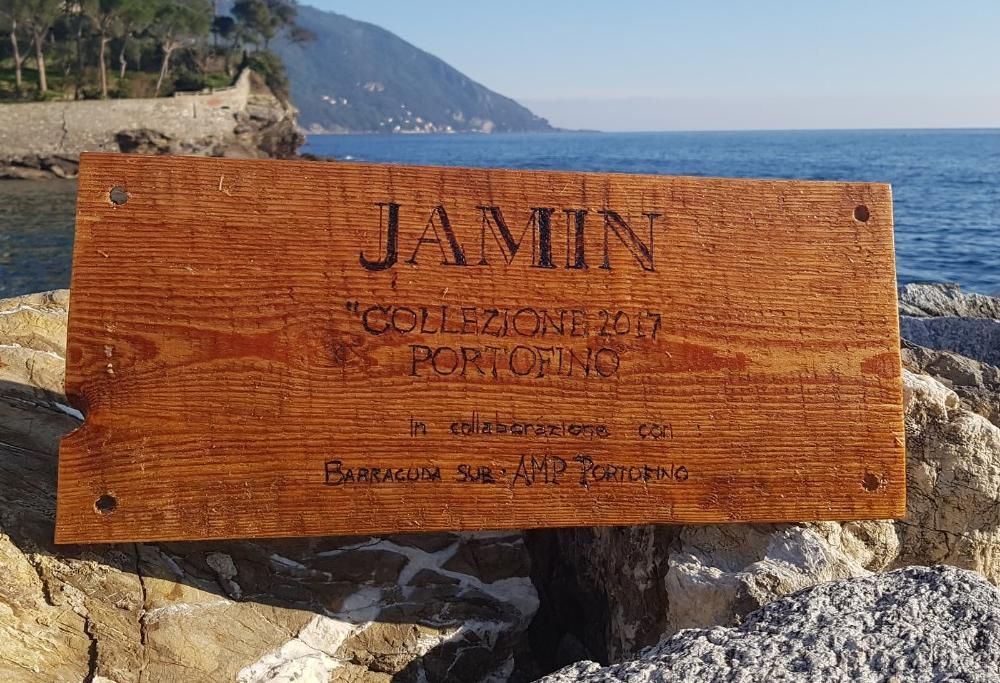 JAMIN
"COLLEZIONE 2017
PORTOFINO
in collaborazione con
BARRACUDA SUB · AMP PORTOFINO